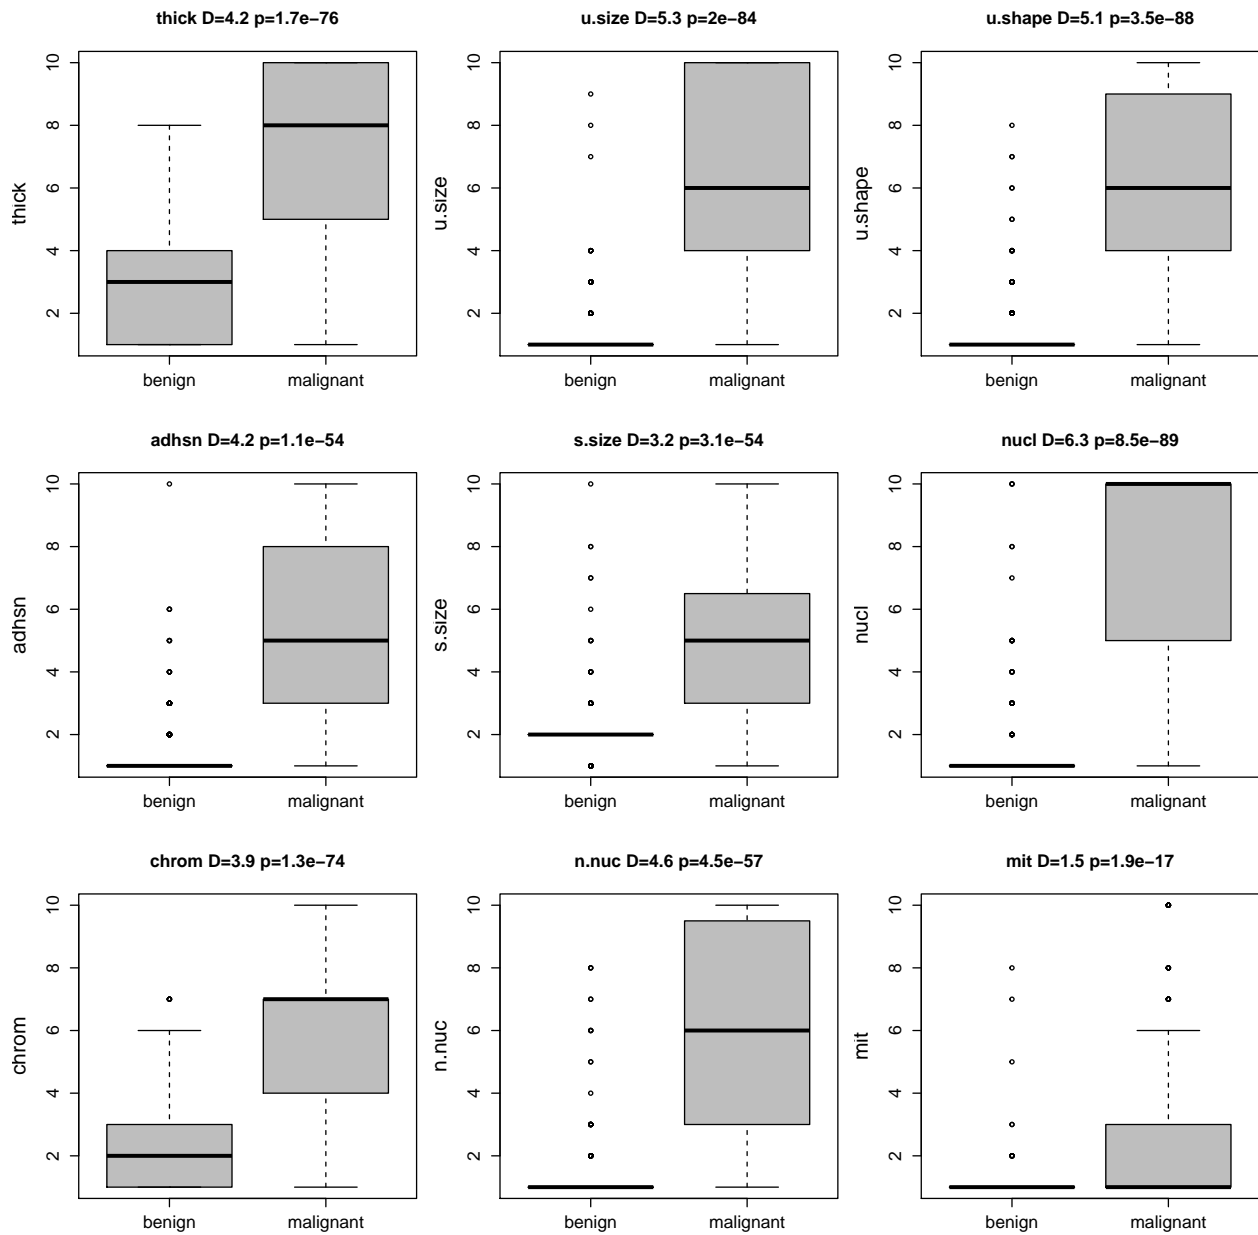 thick D=4.2 p=1.7e−76
u.size D=5.3 p=2e−84
u.shape D=5.1 p=3.5e−88
thick
10
8
6
4
2
benign
malignant
u.size
10
8
6
4
2
benign
malignant
u.shape
10
8
6
4
2
benign
malignant
adhsn D=4.2 p=1.1e−54
s.size D=3.2 p=3.1e−54
nucl D=6.3 p=8.5e−89
adhsn
10
8
6
4
2
benign
malignant
s.size
10
8
6
4
2
benign
malignant
nucl
10
8
6
4
2
benign
malignant
chrom D=3.9 p=1.3e−74
n.nuc D=4.6 p=4.5e−57
mit D=1.5 p=1.9e−17
chrom
10
8
6
4
2
benign
malignant
n.nuc
10
8
6
4
2
benign
malignant
mit
10
8
6
4
2
benign
malignant